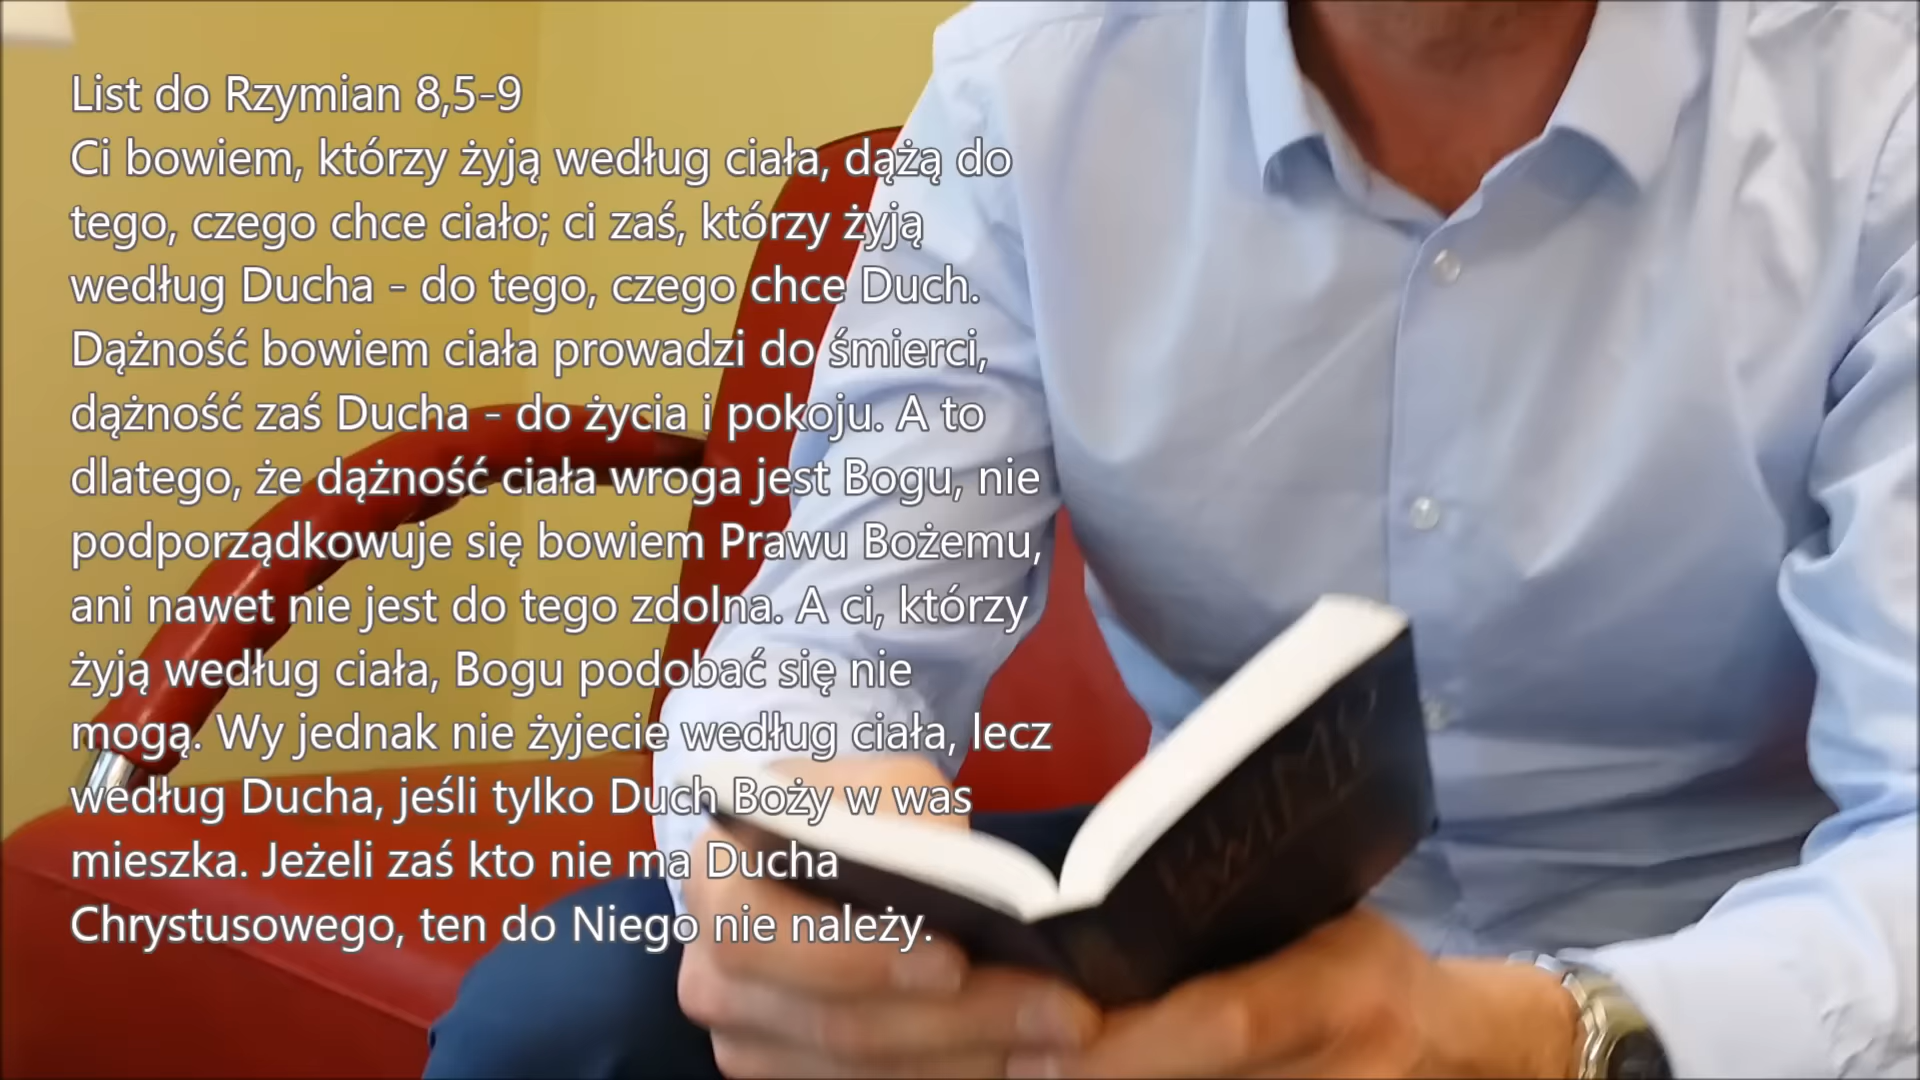 List do Rzymian 8,5-9
Ci bowiem, którzy żyją według ciała, dążą do
tego, czego chce ciało; ci zaś, którzy żyją
według Ducha - do tego, czego chce Duch.
Dążność bowiem ciała prowadzi do śmierci,
dążność zaś Ducha - do życia i pokoju. A to
dlatego, że dążność ciała wroga jest Bogu, nie
podporządkowuje się bowiem Prawu Bożemu,
ani nawet nie jest do tego zdolna. A ci, którzy
żyją według ciała, Bogu podobać się nie
mogą. Wy jednak nie żyjecie według ciała, lecz
według Ducha, jeśli tylko Duch Boży w was
mieszka. Jeżeli zaś kto nie ma Ducha
Chrystusowego, ten do Niego nie należy.